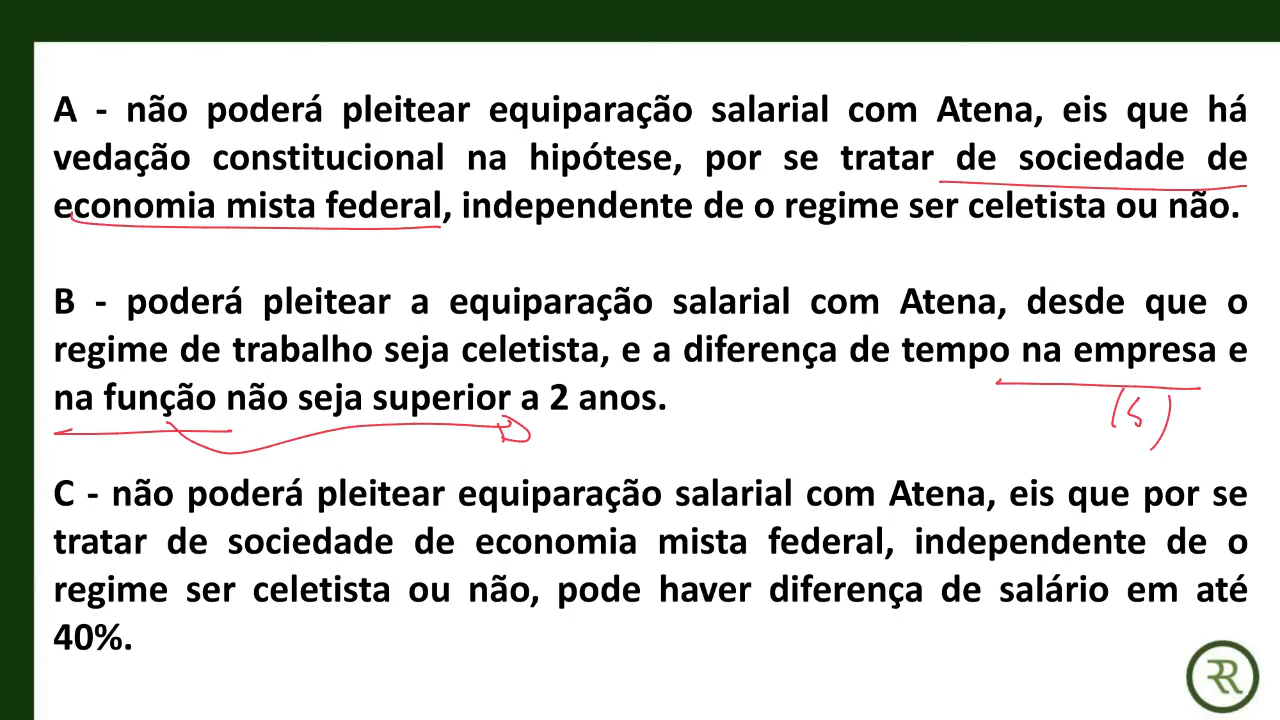 A - não poderá pleitear equiparação salarial com Atena, eis que há
vedação constitucional na hipótese, por se tratar de sociedade de
economia mista federal, independente de o regime ser celetista ou não.
B - poderá pleitear a equiparação salarial com Atena, desde que o
regime de trabalho seja celetista, e a diferença de tempo na empresa e
na função não seja superior a 2 anos.
(5)
C - não poderá pleitear equiparação salarial com Atena, eis que por se
tratar de sociedade de economia mista federal, independente de o
regime ser celetista ou não, pode haver diferença de salário em até
40%.